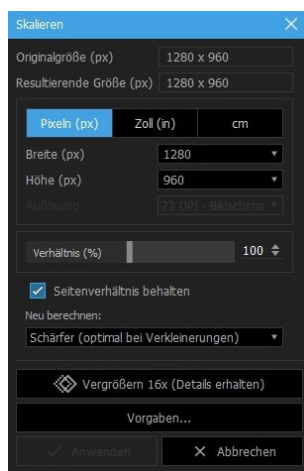 Skalieren
Originalgröße (px) 1280 x 960
Resultierende Größe (px) 1280 x 960
Pixeln (px) Zoll (in) cm
Breite (px) 1280
Höhe (px) 960
Auflösung 72 DPI - Bildschirm
Verhältnis (%) 100
Seitenverhältnis behalten
Neu berechnen:
Schärfer (optimal bei Verkleinerungen)
Vergrößern 16x (Details erhalten)
Vorgaben...
Anwenden Abbrechen